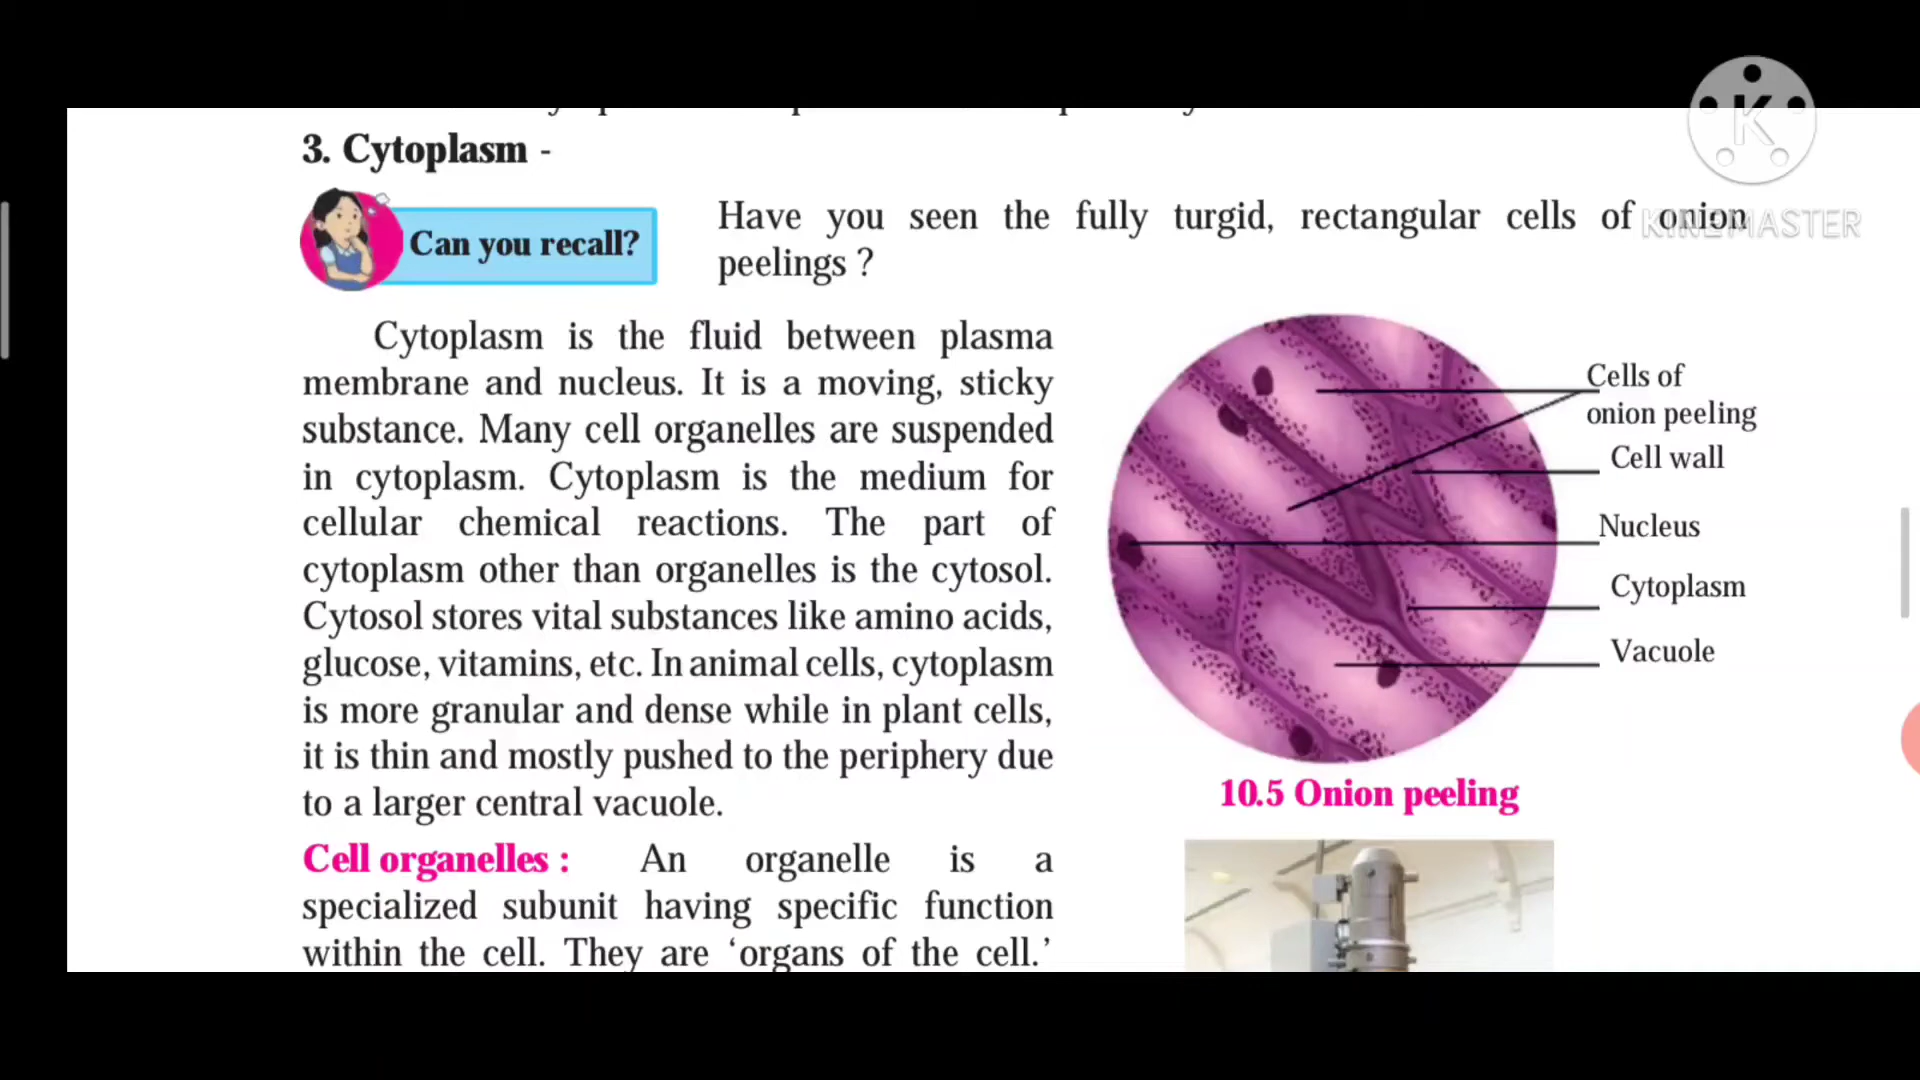 3. Cytoplasm -
Can you recall?
Have you seen the fully turgid, rectangular cells of onion
peelings ?
K
KINEMASTER
Cytoplasm is the fluid between plasma
membrane and nucleus. It is a moving, sticky
substance. Many cell organelles are suspended
in cytoplasm. Cytoplasm is the medium for
cellular chemical reactions. The part of
cytoplasm other than organelles is the cytosol.
Cytosol stores vital substances like amino acids,
glucose, vitamins, etc. In animal cells, cytoplasm
is more granular and dense while in plant cells,
it is thin and mostly pushed to the periphery due
to a larger central vacuole.
Cell organelles : An organelle is a
specialized subunit having specific function
within the cell. They are ‘organs of the cell.’
Cells of
onion peeling
Cell wall
Nucleus
Cytoplasm
Vacuole
10.5 Onion peeling